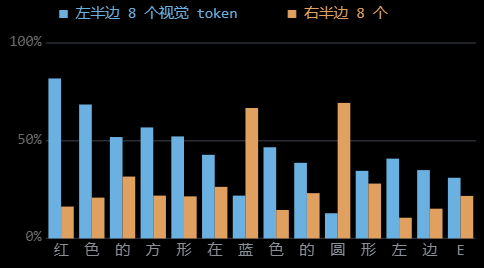 左半边 8 个视觉 token 右半边 8 个
100%
50%
0%
红 色 的 方 形 在 蓝 色 的 圆 形 左 边 E